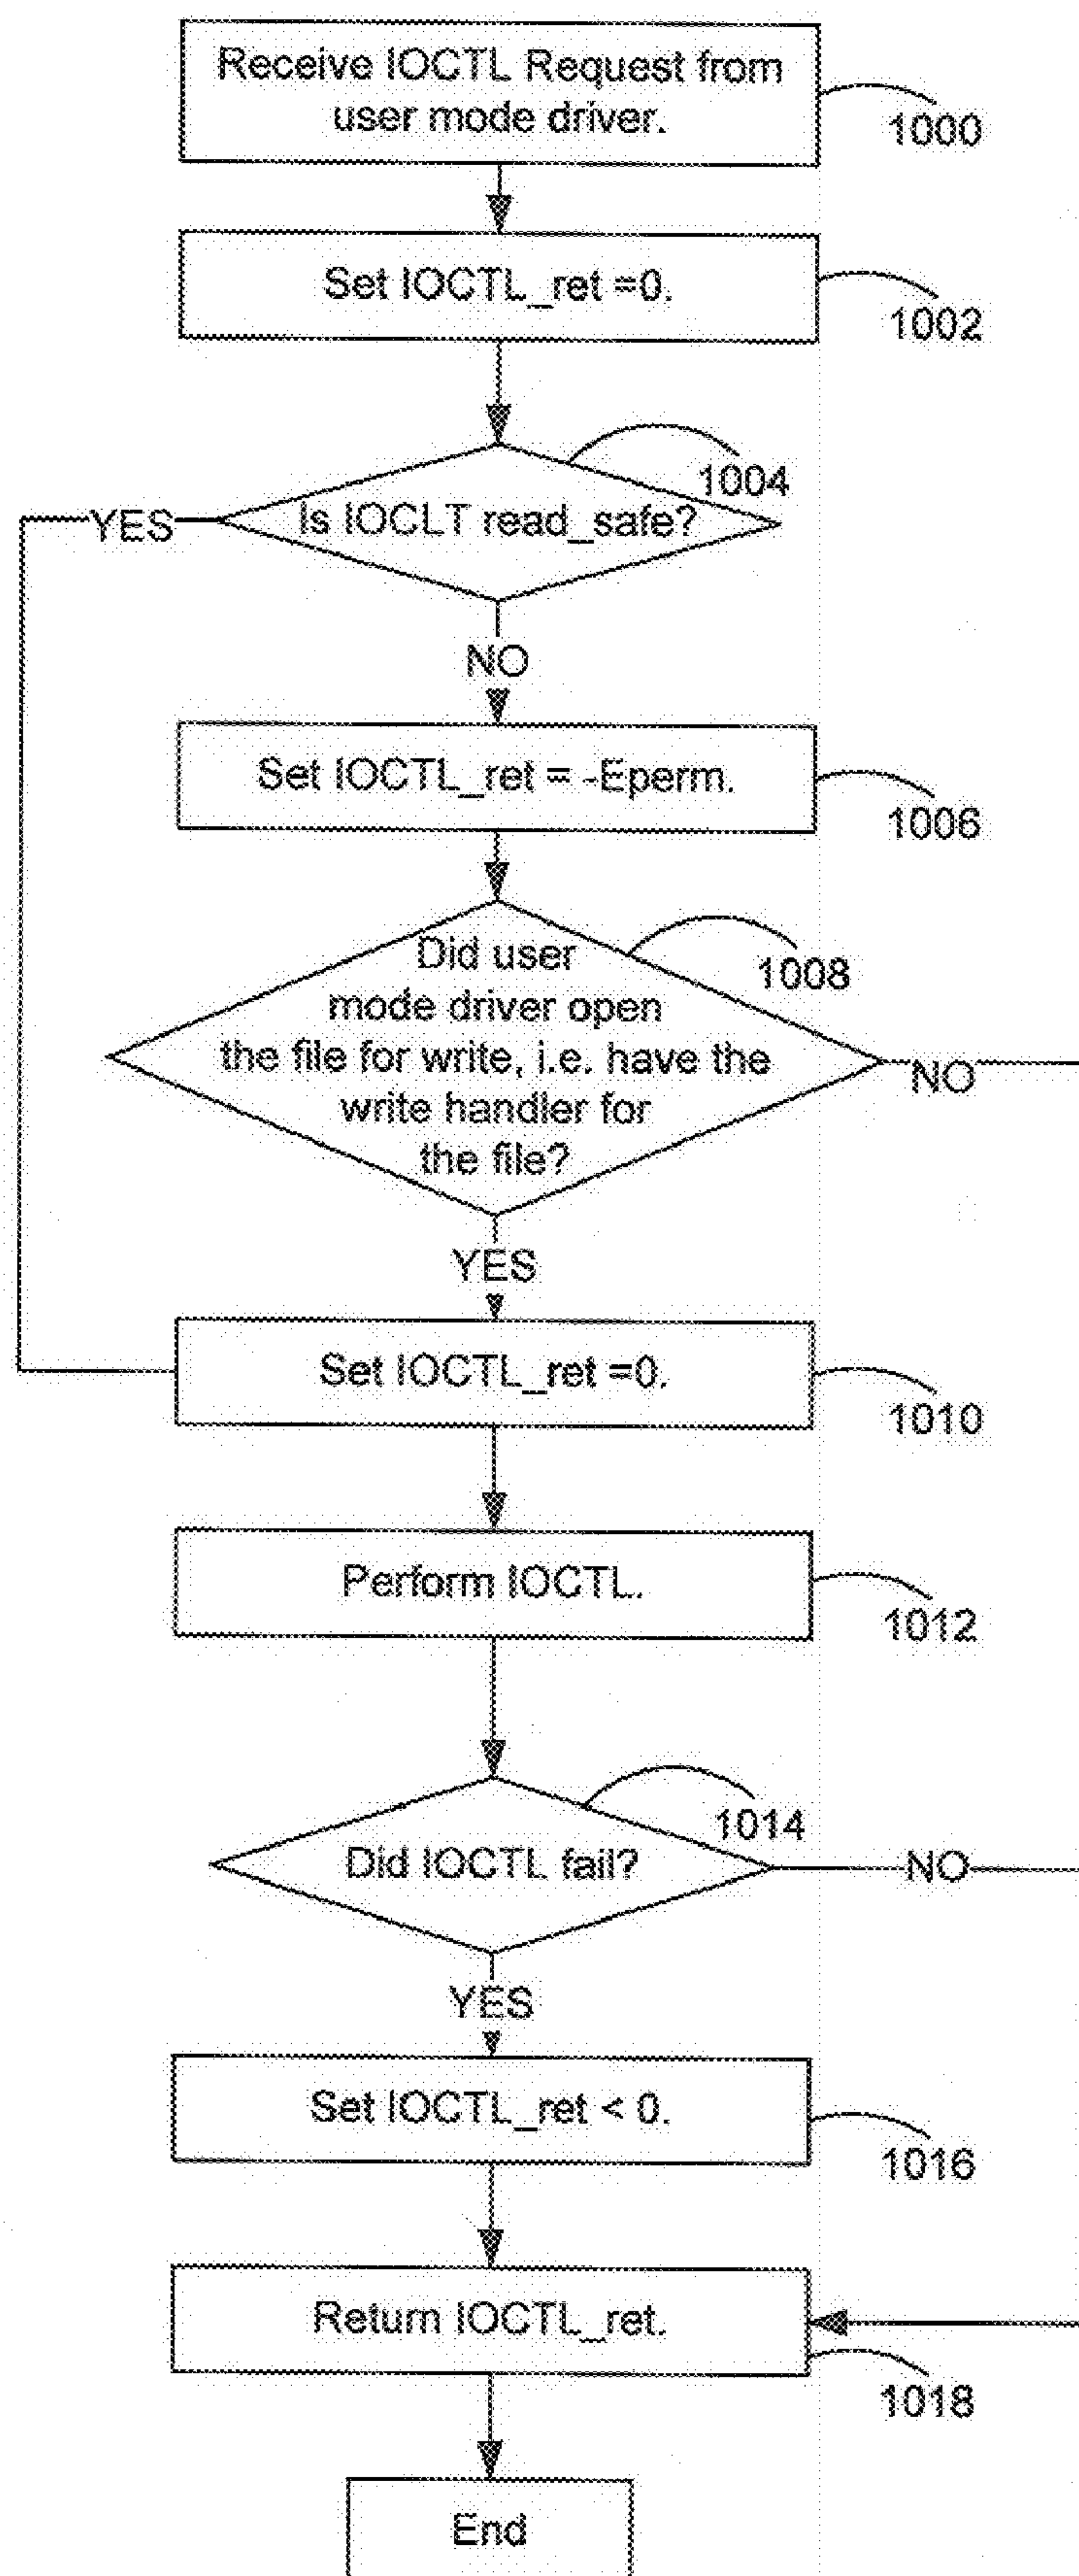 Receive IOCTL Request from
user mode driver.
1000
Set IOCTL_ret =0.
1002
1004
Is IOCLT read_safe?
YES
NO
Set IOCTL_ret = -Eperm.
1006
Did user
mode driver open
the file for write, i.e. have the
write handler for
the file?
1008
NO
YES
Set IOCTL_ret =0.
1010
Perform IOCTL.
1012
1014
Did IOCTL fail?
NO
YES
Set IOCTL_ret < 0.
1016
Return IOCTL_ret.
1018
End